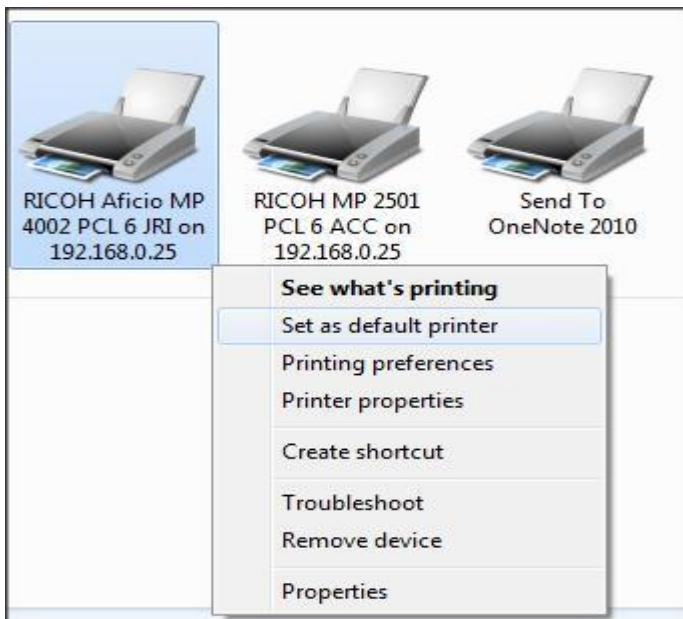 RICOH Aficio MP
4002 PCL 6 JRI on
192.168.0.25
RICOH MP 2501
PCL 6 ACC on
192.168.0.25
Send To
OneNote 2010
See what's printing
Set as default printer
Printing preferences
Printer properties
Create shortcut
Troubleshoot
Remove device
Properties